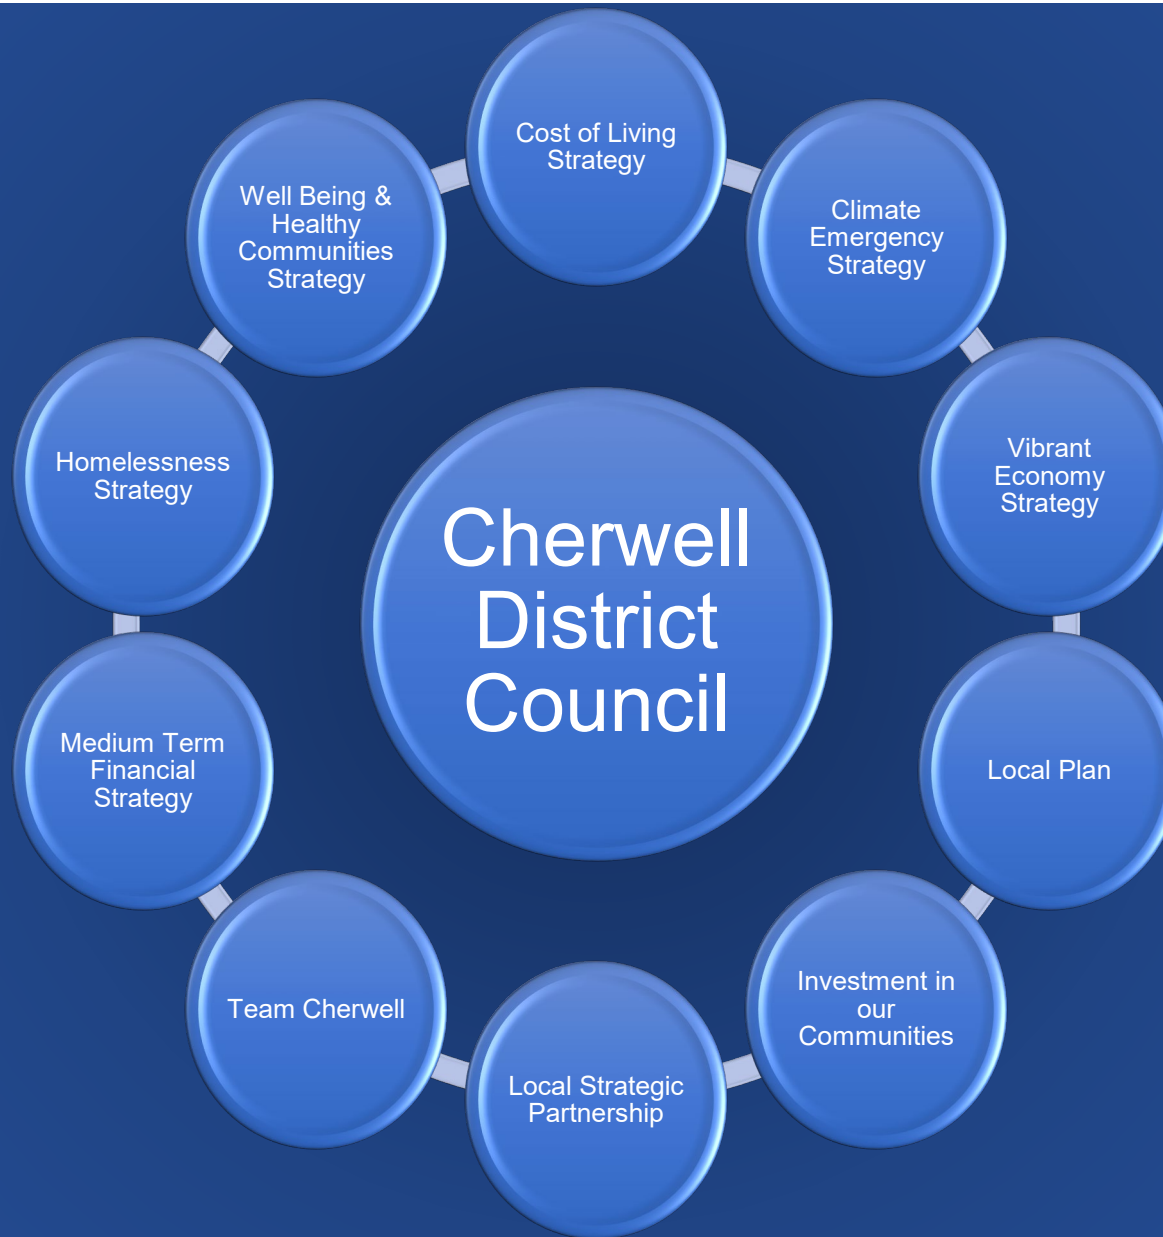 Cost of Living
Strategy
Climate
Emergency
Strategy
Vibrant
Economy
Strategy
Local Plan
Investment in
our
Communities
Local Strategic
Partnership
Team Cherwell
Medium Term
Financial
Strategy
Homelessness
Strategy
Well Being &
Healthy
Communities
Strategy
Cherwell
District
Council